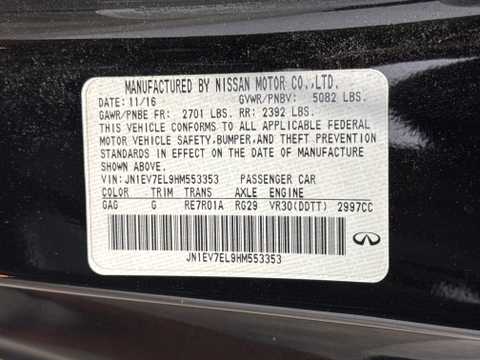 MANUFACTURED BY NISSAN MOTOR CO.,LTD.
DATE: 11/16 GVWR/PNBV: 5082 LBS.
GAWR/PNBE FR: 2701 LBS. RR: 2392 LBS.
THIS VEHICLE CONFORMS TO ALL APPLICABLE FEDERAL
MOTOR VEHICLE SAFETY, BUMPER, AND THEFT PREVENTION
STANDARDS IN EFFECT ON THE DATE OF MANUFACTURE
SHOWN ABOVE.
VIN: JN1EV7EL9HM553353 PASSENGER CAR
COLOR TRIM TRANS AXLE ENGINE
GAG G RE7R01A RG29 VR30(DDTT) 2997CC
JN1EV7EL9HM553353